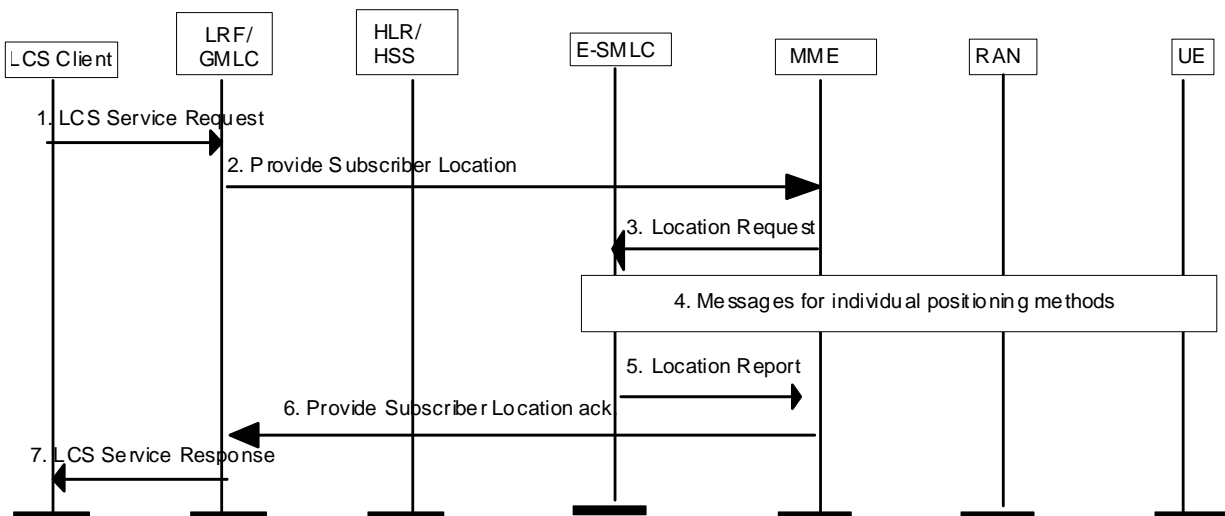 LCS Client
LRF/
GMLC
HLR/
HSS
E-SMLC
MME
RAN
UE
1. LCS Service Request
2. Provide Subscriber Location
3. Location Request
4. Messages for individual positioning methods
5. Location Report
6. Provide Subscriber Location ack.
7. LCS Service Response